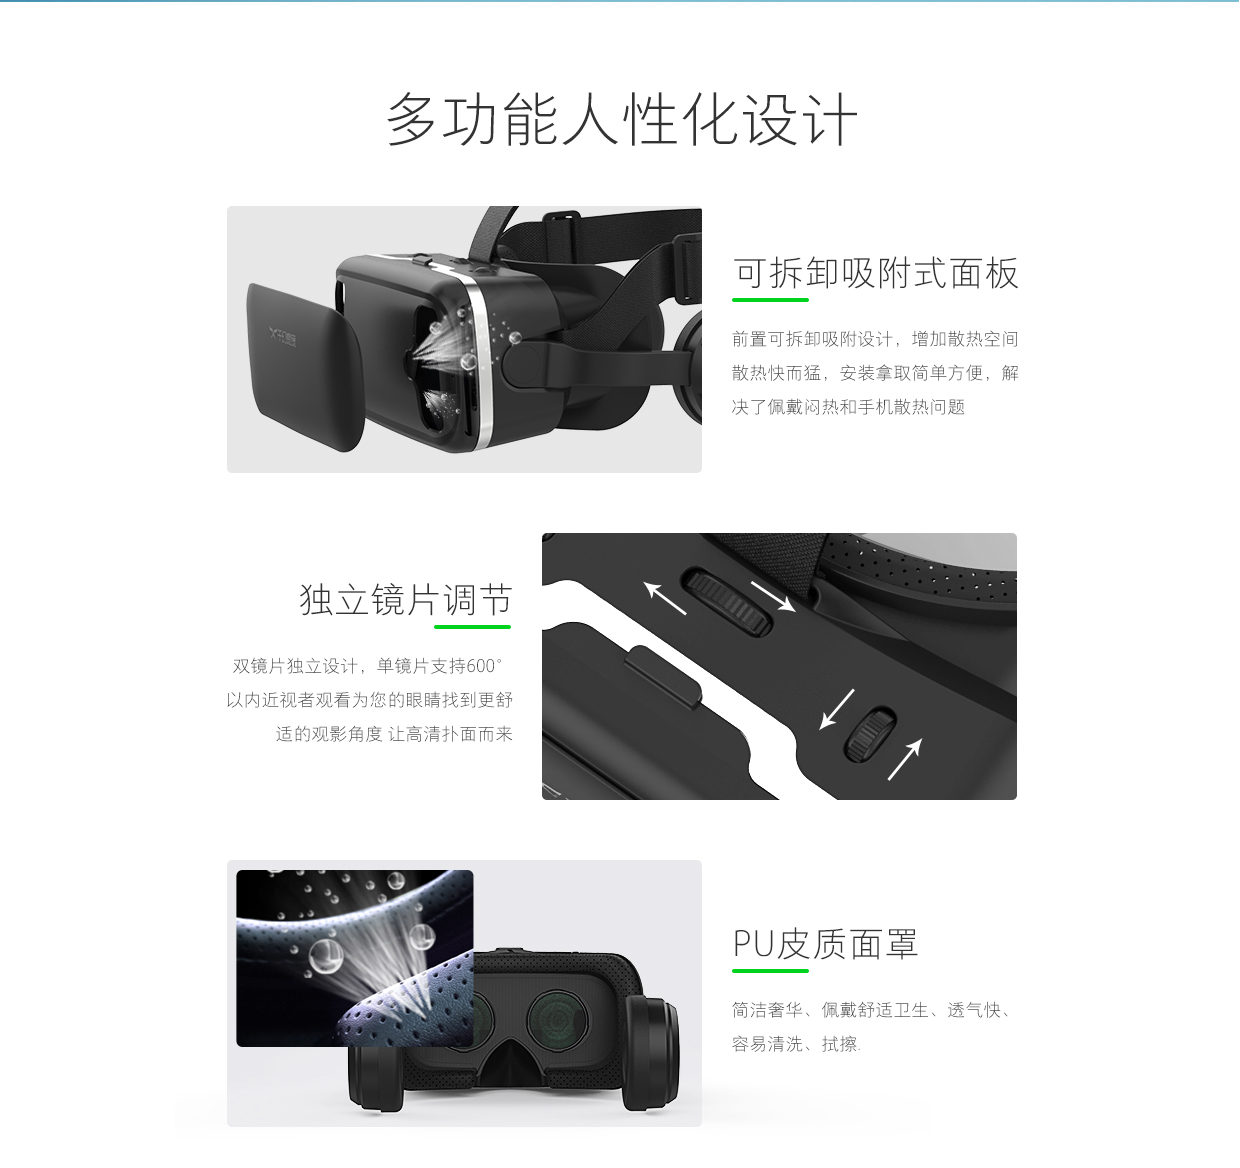 多功能人性化设计
可拆卸吸附式面板
前置可拆卸吸附设计，增加散热空间
散热快而猛，安装拿取简单方便，解
决了佩戴闷热和手机散热问题
独立镜片调节
双镜片独立设计，单镜片支持600°
以内近视者观看为您的眼睛找到更舒
适的观影角度 让高清扑面而来
PU皮质面罩
简洁奢华、佩戴舒适卫生、透气快、
容易清洗、拭擦.